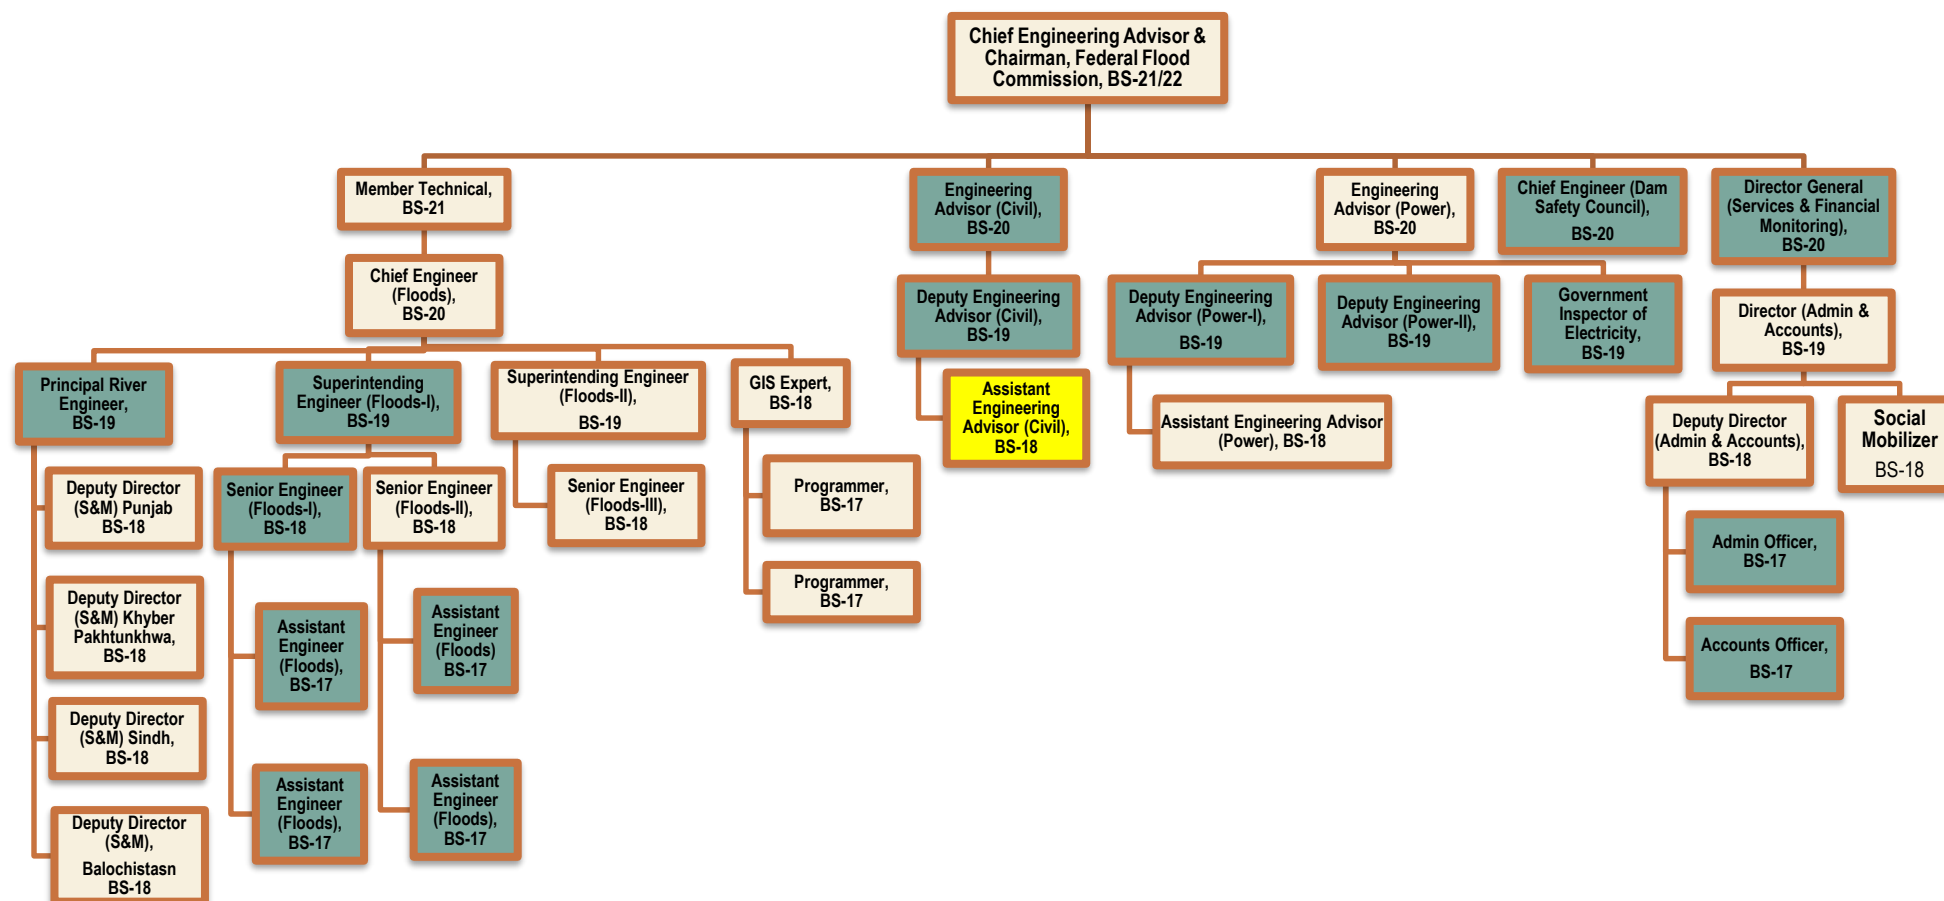 Chief Engineering Advisor &
Chairman, Federal Flood
Commission, BS-21/22
Member Technical,
BS-21
Engineering
Advisor (Civil),
BS-20
Engineering
Advisor (Power),
BS-20
Chief Engineer (Dam
Safety Council),
BS-20
Director General
(Services & Financial
Monitoring),
BS-20
Chief Engineer
(Floods),
BS-20
Deputy Engineering
Advisor (Civil),
BS-19
Deputy Engineering
Advisor (Power-I),
BS-19
Deputy Engineering
Advisor (Power-II),
BS-19
Government
Inspector of
Electricity,
BS-19
Director (Admin &
Accounts),
BS-19
Principal River
Engineer,
BS-19
Superintending
Engineer (Floods-I),
BS-19
Superintending Engineer
(Floods-II),
BS-19
GIS Expert,
BS-18
Assistant
Engineering
Advisor (Civil),
BS-18
Assistant Engineering Advisor
(Power), BS-18
Deputy Director
(Admin & Accounts),
BS-18
Social
Mobilizer
BS-18
Deputy Director
(S&M) Punjab
BS-18
Senior Engineer
(Floods-I),
BS-18
Senior Engineer
(Floods-II),
BS-18
Senior Engineer
(Floods-III),
BS-18
Programmer,
BS-17
Admin Officer,
BS-17
Deputy Director
(S&M) Khyber
Pakhtunkhwa,
BS-18
Assistant
Engineer
(Floods),
BS-17
Assistant
Engineer
(Floods)
BS-17
Programmer,
BS-17
Accounts Officer,
BS-17
Deputy Director
(S&M) Sindh,
BS-18
Assistant
Engineer
(Floods),
BS-17
Assistant
Engineer
(Floods),
BS-17
Deputy Director
(S&M),
Balochistasn
BS-18